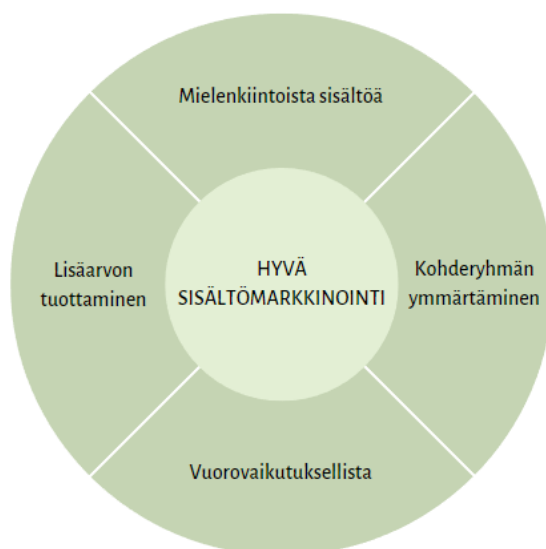 Mielenkiintoista sisältöä
Lisäarvon
tuottaminen
HYVÄ
SISÄLTÖMARKKINOINTI
Kohderyhmän
ymmärtäminen
Vuorovaikutuksellista